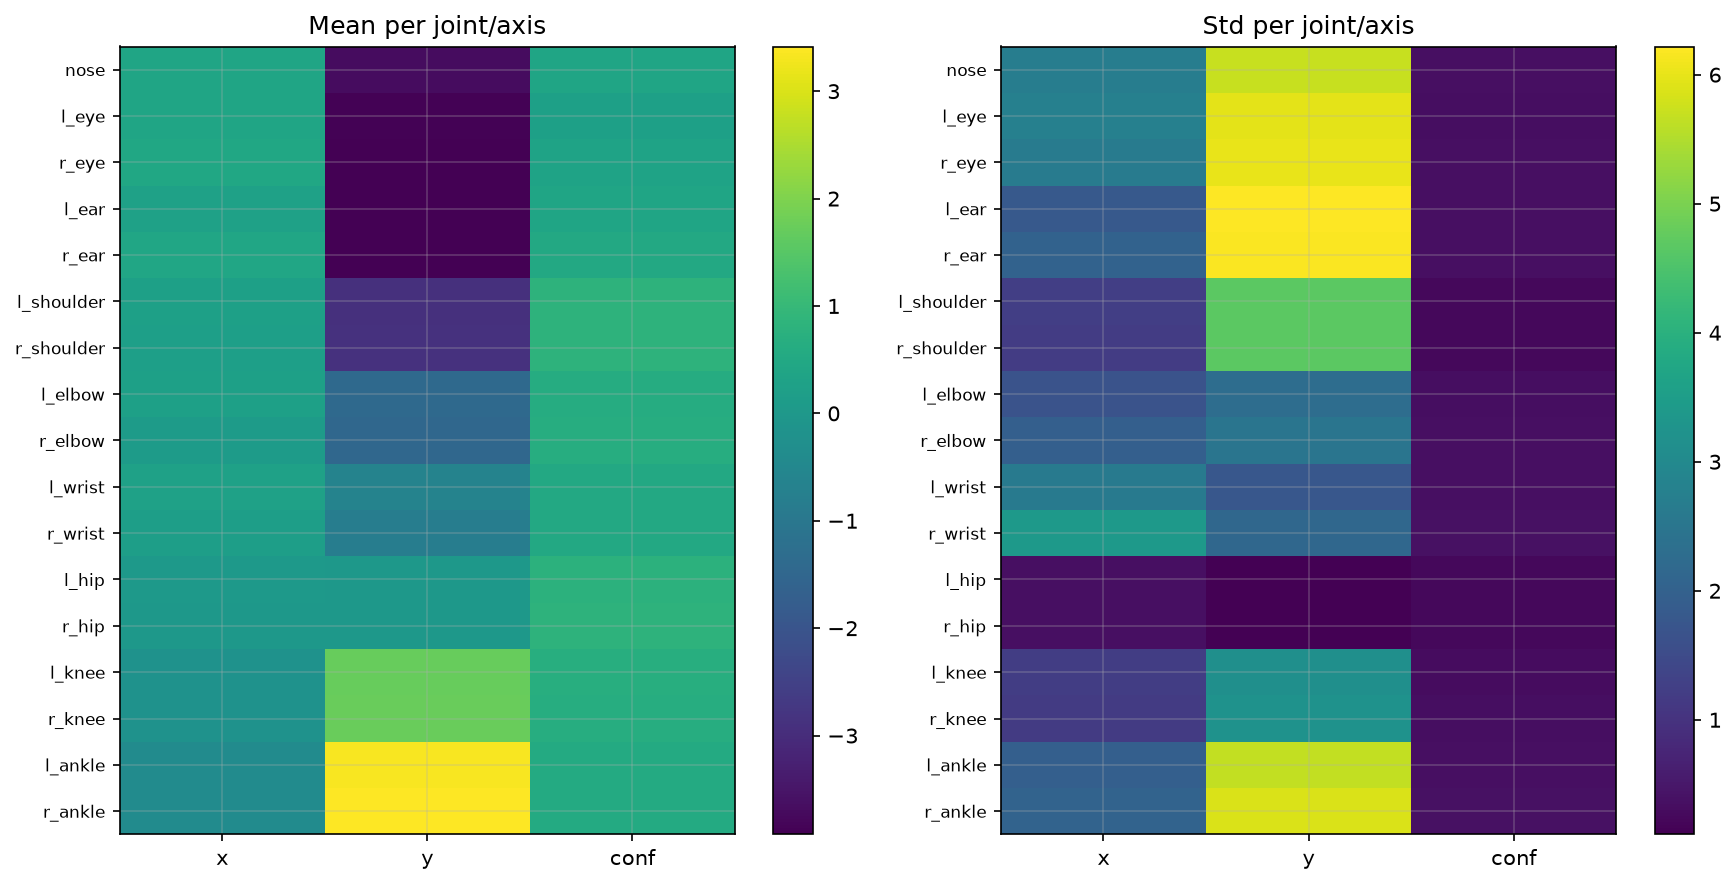 Mean per joint/axis
nose
l_eye
r_eye
l_ear
r_ear
l_shoulder
r_shoulder
l_elbow
r_elbow
l_wrist
r_wrist
l_hip
r_hip
l_knee
r_knee
l_ankle
r_ankle
x y conf
3
2
1
0
−1
−2
−3
Std per joint/axis
nose
l_eye
r_eye
l_ear
r_ear
l_shoulder
r_shoulder
l_elbow
r_elbow
l_wrist
r_wrist
l_hip
r_hip
l_knee
r_knee
l_ankle
r_ankle
x y conf
6
5
4
3
2
1